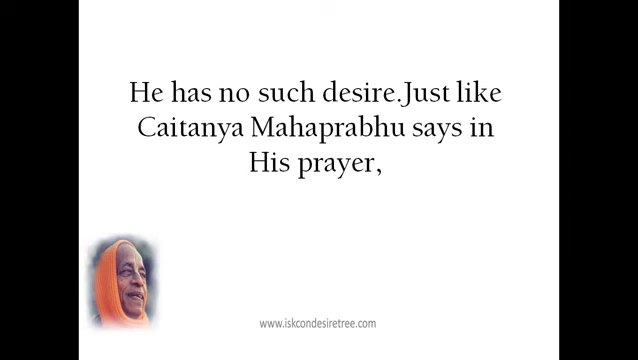 He has no such desire.Just like
Caitanya Mahaprabhu says in
His prayer,
www.iskcondesiretree.com